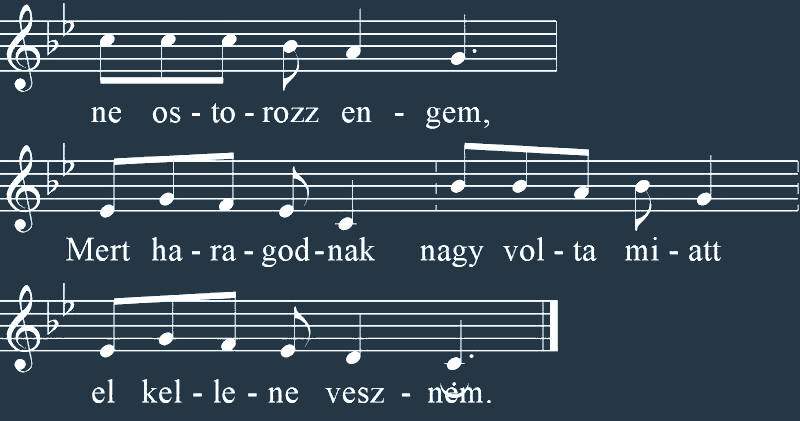 ne os - to - rozz en - gem,
Mert ha - ra - god - nak nagy vol - ta mi - att
el kel - le - ne vesz - nem.